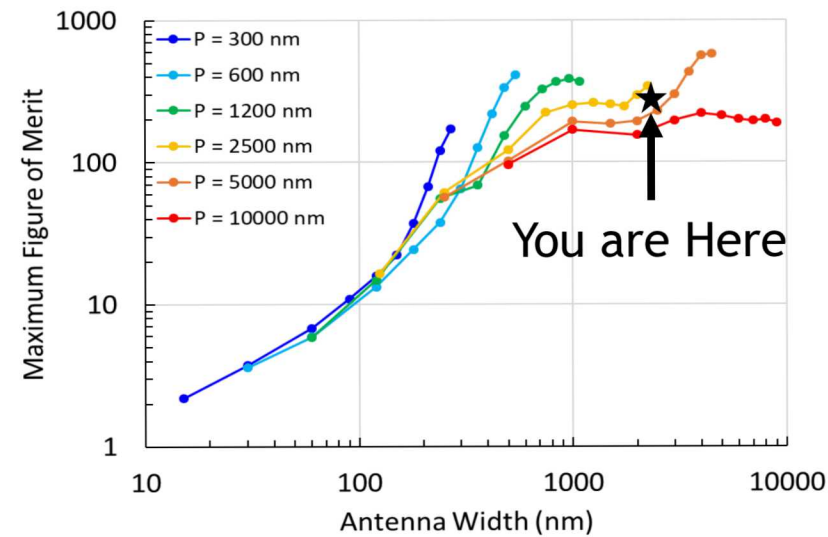 1000
100
10
1
Maximum Figure of Merit
P = 300 nm
P = 600 nm
P = 1200 nm
P = 2500 nm
P = 5000 nm
P = 10000 nm
You are Here
10
100
1000
10000
Antenna Width (nm)